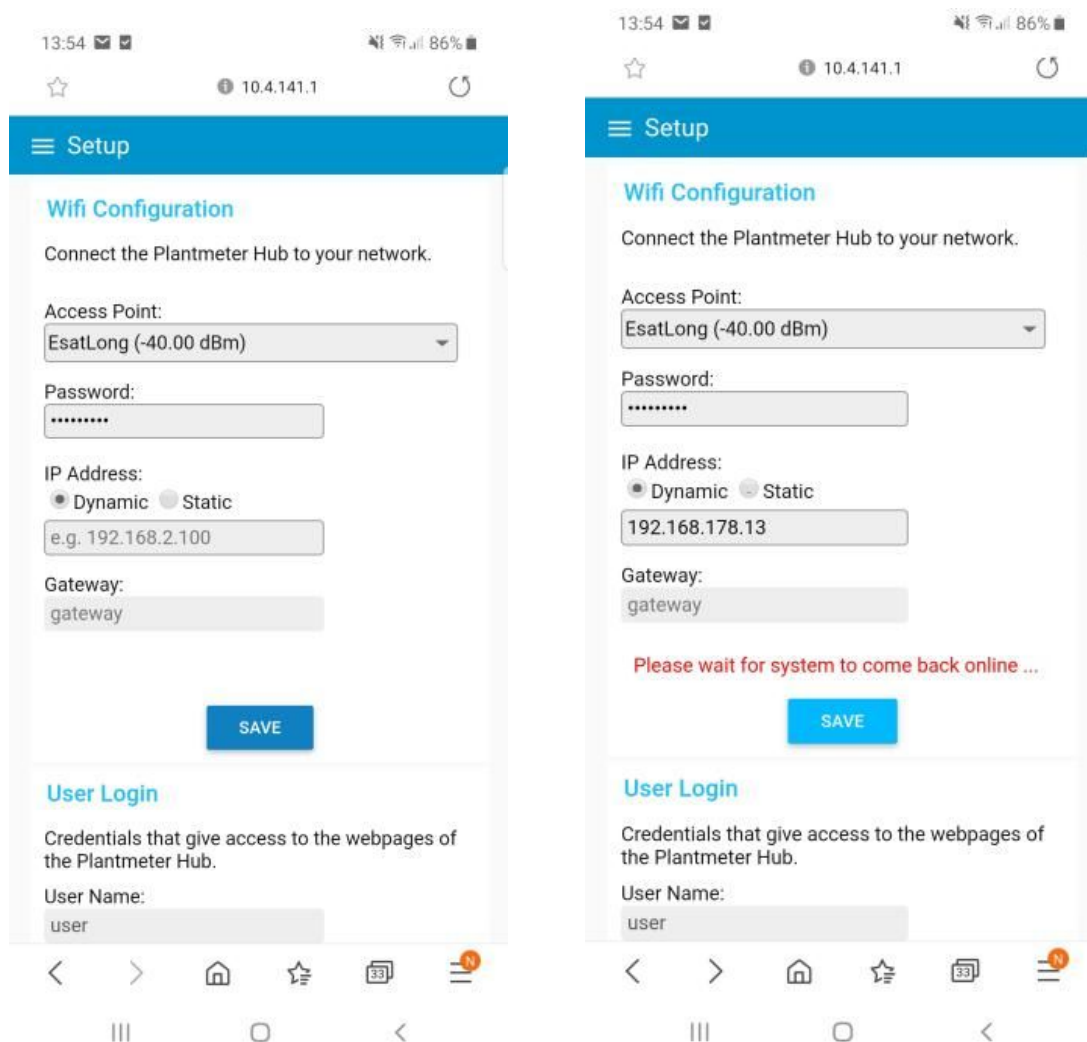 13:54
86%
10.4.141.1
Setup
Wifi Configuration
Connect the Plantmeter Hub to your network.
Access Point:
EsatLong (-40.00 dBm)
Password:
•••••••••
IP Address:
Dynamic Static
e.g. 192.168.2.100
Gateway:
gateway
SAVE
User Login
Credentials that give access to the webpages of
the Plantmeter Hub.
User Name:
user
33
N
13:54
86%
10.4.141.1
Setup
Wifi Configuration
Connect the Plantmeter Hub to your network.
Access Point:
EsatLong (-40.00 dBm)
Password:
•••••••••
IP Address:
Dynamic Static
192.168.178.13
Gateway:
gateway
Please wait for system to come back online ...
SAVE
User Login
Credentials that give access to the webpages of
the Plantmeter Hub.
User Name:
user
33
N